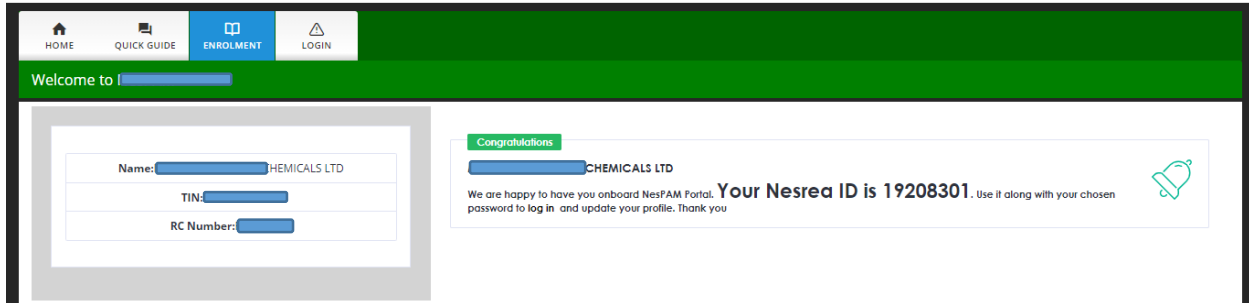 HOME QUICK GUIDE ENROLMENT LOGIN
Welcome to
Name: HEMICALS LTD
TIN:
RC Number:
Congratulations
CHEMICALS LTD
We are happy to have you onboard NesPAM Portal. Your Nesrea ID is 19208301. Use it along with your chosen
password to log in and update your profile. Thank you